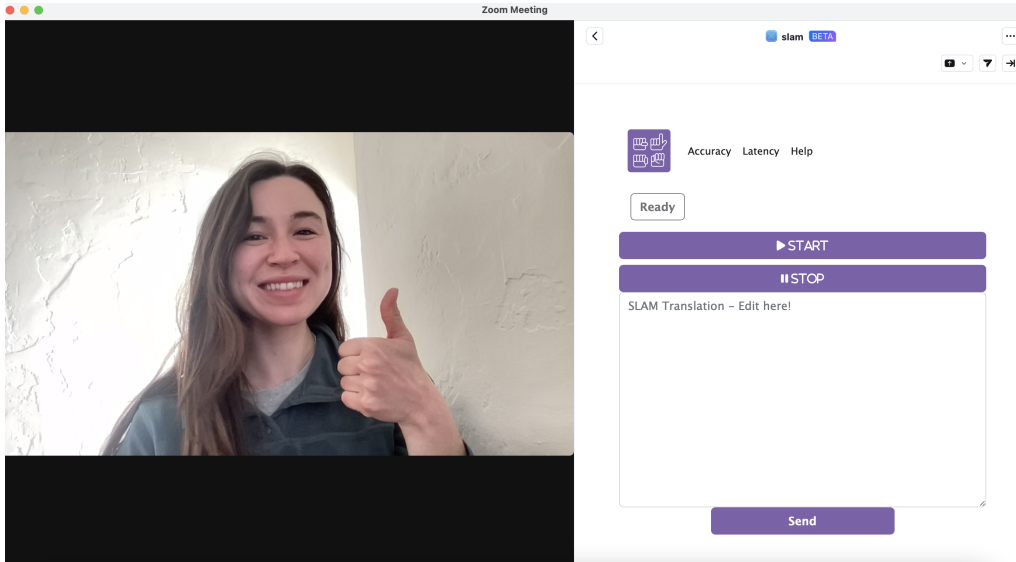 Zoom Meeting
slam BETA
Accuracy Latency Help
Ready
START
STOP
SLAM Translation – Edit here!
Send